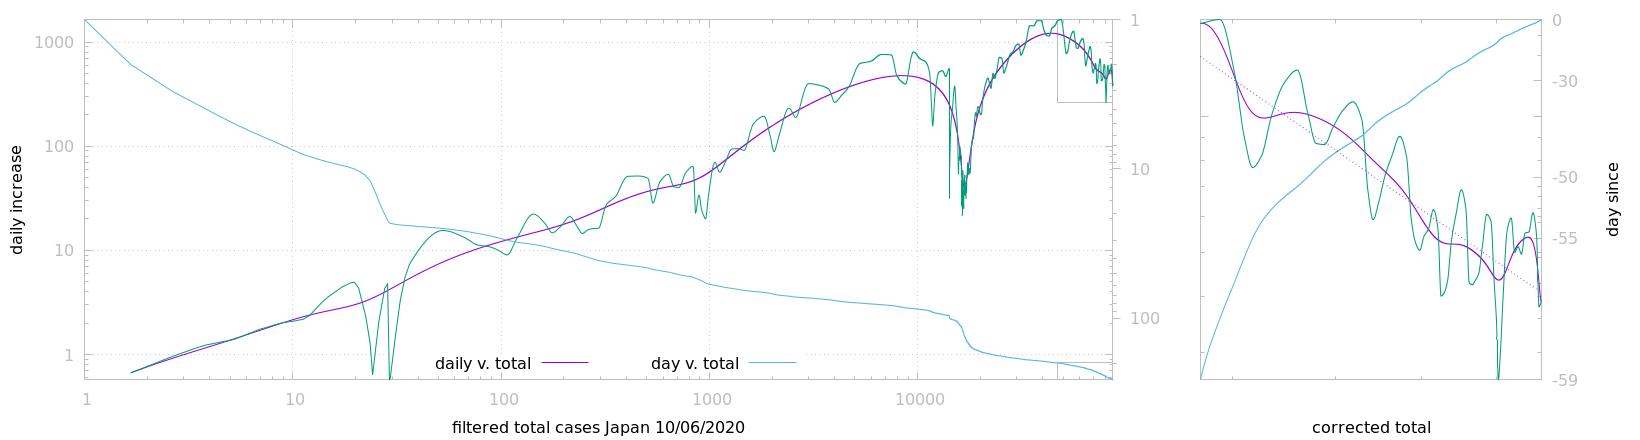 1000
100
10
1
daily increase
1
10
100
1000
10000
filtered total cases Japan 10/06/2020
daily v. total
day v. total
1
10
100
0
-30
-50
-55
-59
day since
corrected total